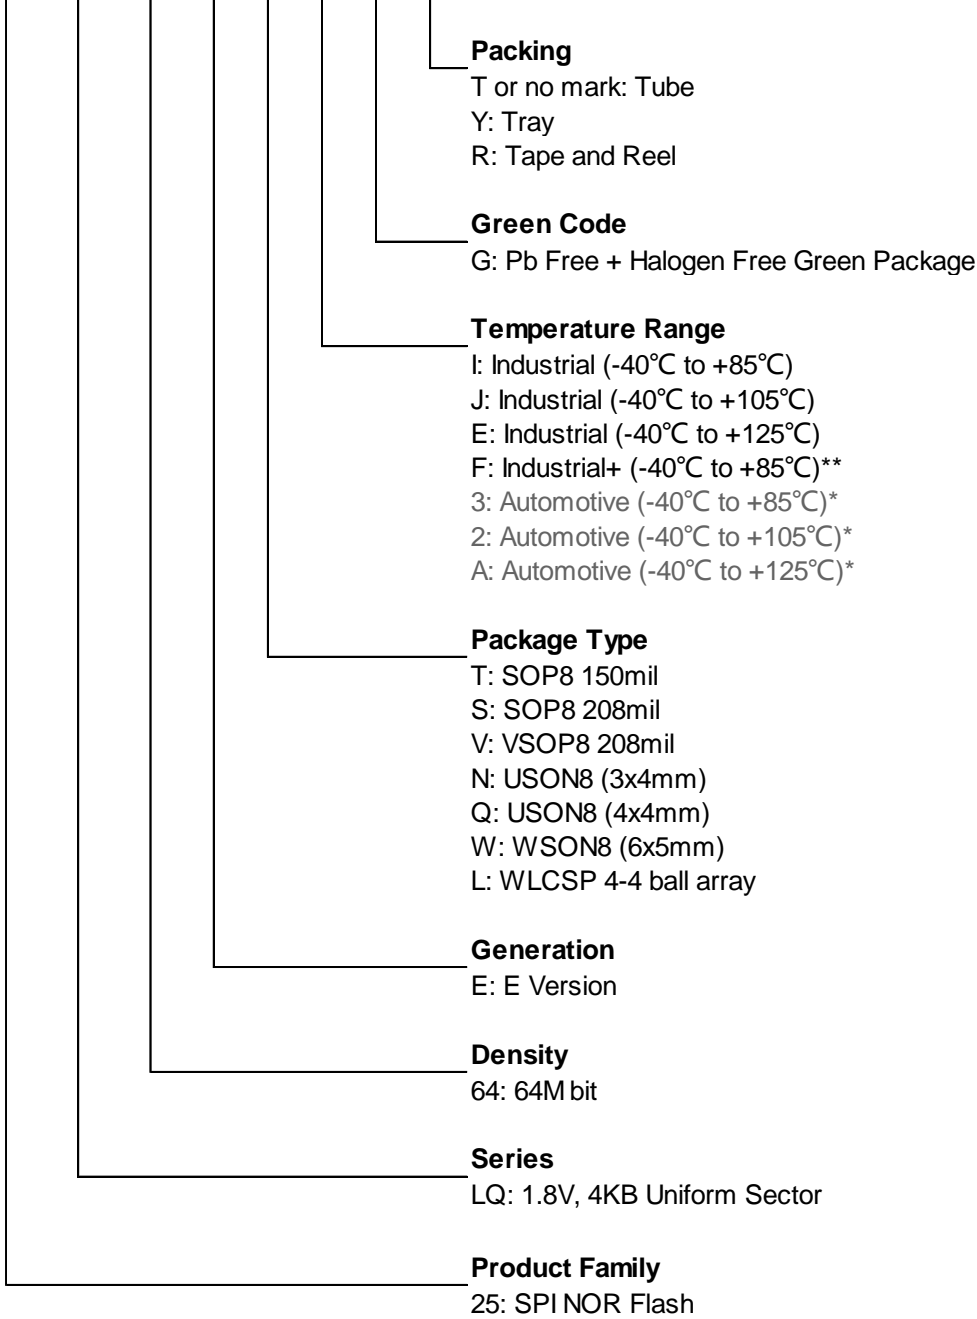 Packing
T or no mark: Tube
Y: Tray
R: Tape and Reel
Green Code
G: Pb Free + Halogen Free Green Package
Temperature Range
I: Industrial (-40℃ to +85℃)
J: Industrial (-40℃ to +105℃)
E: Industrial (-40℃ to +125℃)
F: Industrial+ (-40℃ to +85℃)**
3: Automotive (-40℃ to +85℃)*
2: Automotive (-40℃ to +105℃)*
A: Automotive (-40℃ to +125℃)*
Package Type
T: SOP8 150mil
S: SOP8 208mil
V: VSOP8 208mil
N: USON8 (3x4mm)
Q: USON8 (4x4mm)
W: WSON8 (6x5mm)
L: WLCSP 4-4 ball array
Generation
E: E Version
Density
64: 64M bit
Series
LQ: 1.8V, 4KB Uniform Sector
Product Family
25: SPI NOR Flash